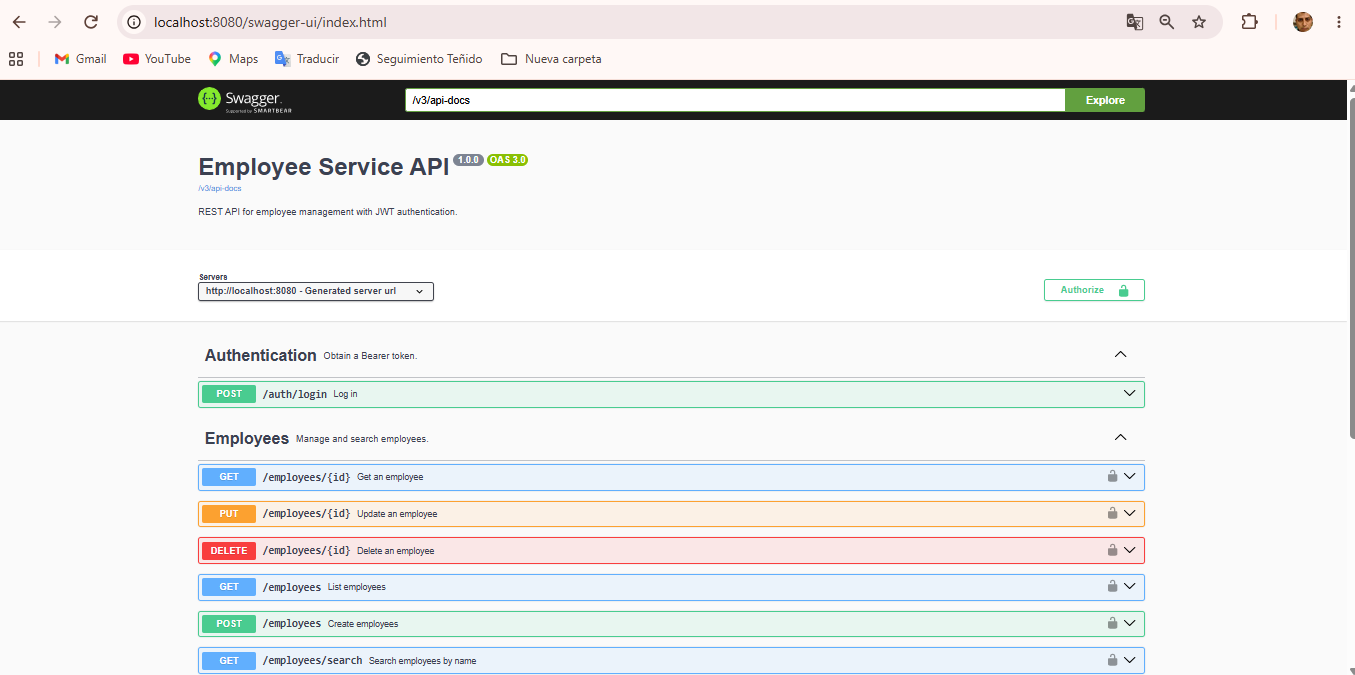 localhost:8080/swagger-ui/index.html
Gmail YouTube Maps Traducir Seguimiento Teñido Nueva carpeta
Swagger. /v3/api-docs Explore
Supported by SMARTBEAR
Employee Service API 1.0.0 OAS 3.0
/v3/api-docs
REST API for employee management with JWT authentication.
Servers
http://localhost:8080 - Generated server url Authorize
Authentication Obtain a Bearer token.
POST /auth/login Log in
Employees Manage and search employees.
GET /employees/{id} Get an employee
PUT /employees/{id} Update an employee
DELETE /employees/{id} Delete an employee
GET /employees List employees
POST /employees Create employees
GET /employees/search Search employees by name